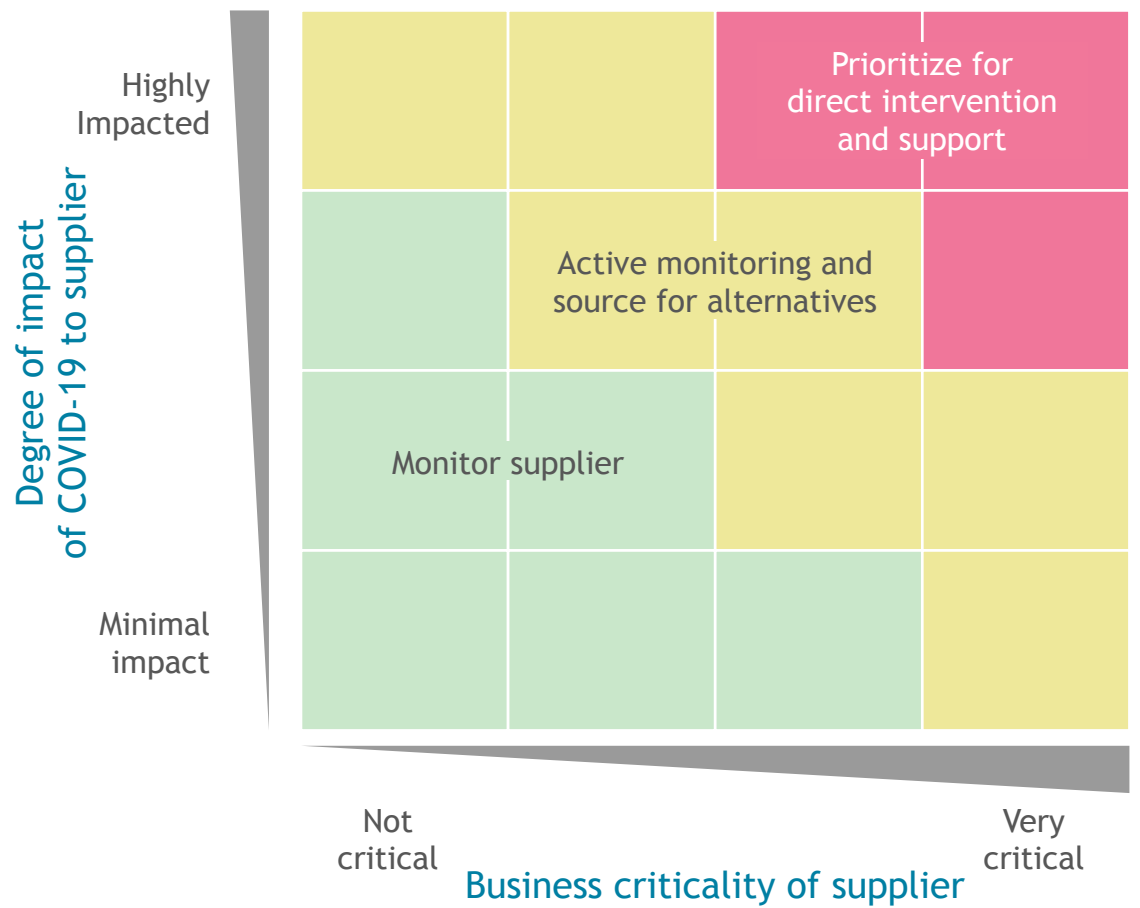 Highly
Impacted
Prioritize for
direct intervention
and support
Degree of impact
of COVID-19 to supplier
Active monitoring and
source for alternatives
Monitor supplier
Minimal
impact
Not
critical
Very
critical
Business criticality of supplier